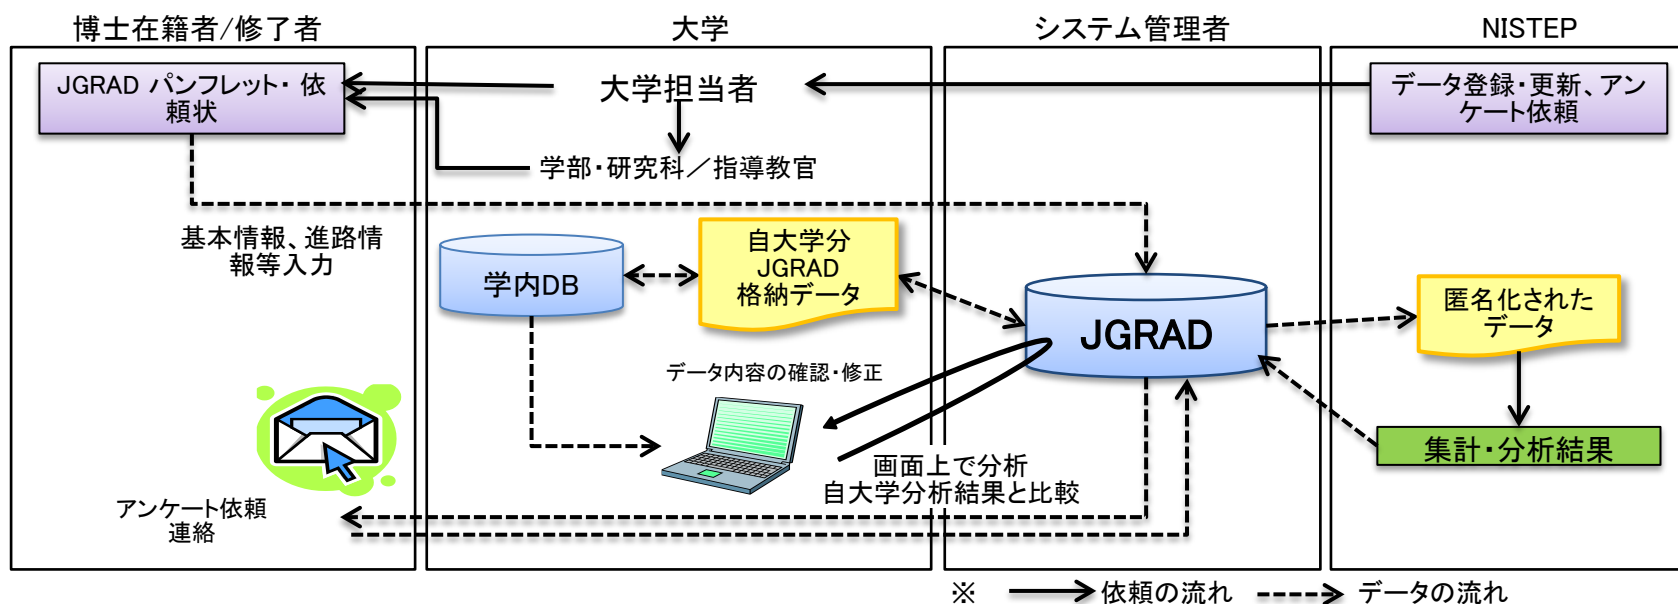 博士在籍者/修了者
大学
システム管理者
NISTEP
JGRAD パンフレット・ 依
頼状
大学担当者
データ登録・更新、アン
ケート依頼
学部・研究科／指導教官
基本情報、進路情
報等入力
学内DB
自大学分
JGRAD
格納データ
JGRAD
匿名化された
データ
データ内容の確認・修正
集計・分析結果
画面上で分析
自大学分析結果と比較
アンケート依頼
連絡
※ 依頼の流れ データの流れ